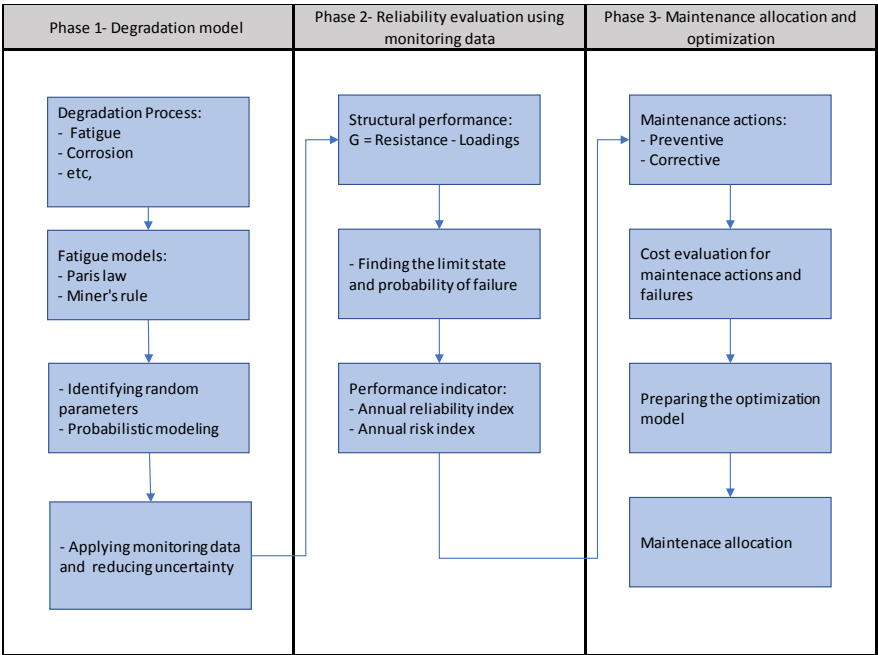 Phase 1- Degradation model
Degradation Process:
- Fatigue
- Corrosion
- etc,
Fatigue models:
- Paris law
- Miner's rule
- Identifying random
parameters
- Probabilistic modeling
- Applying monitoring data
and reducing uncertainty
Phase 2- Reliability evaluation using
monitoring data
Structural performance:
G = Resistance - Loadings
- Finding the limit state
and probability of failure
Performance indicator:
- Annual reliability index
- Annual risk index
Phase 3- Maintenance allocation and
optimization
Maintenance actions:
- Preventive
- Corrective
Cost evaluation for
maintenace actions and
failures
Preparing the optimization
model
Maintenace allocation